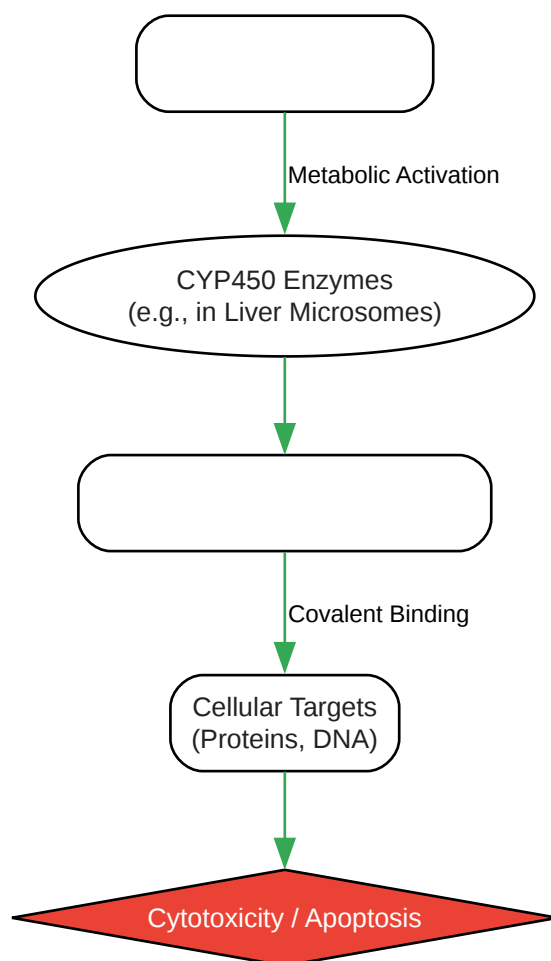 Metabolic Activation
CYP450 Enzymes
(e.g., in Liver Microsomes)
Covalent Binding
Cellular Targets
(Proteins, DNA)
Cytotoxicity / Apoptosis